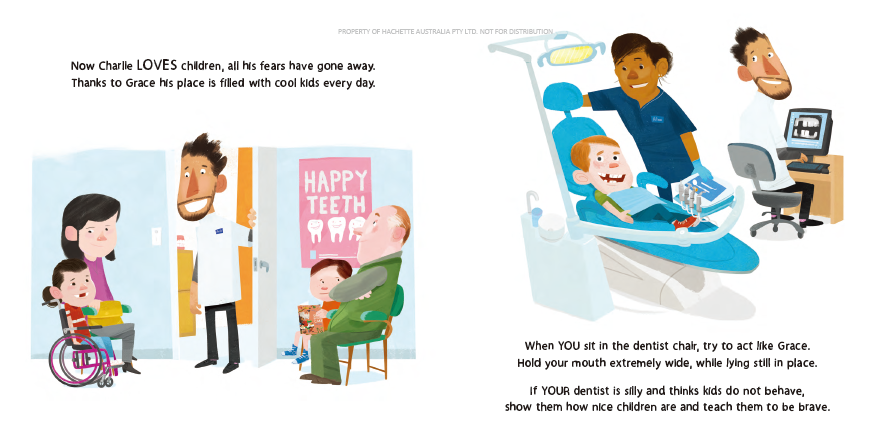 PROPERTY OF HACHETTE AUSTRALIA PTY LTD. NOT FOR DISTRIBUTION
Now Charlie LOVES children, all his fears have gone away.
Thanks to Grace his place is filled with cool kids every day.
HAPPY
TEETH
When YOU sit in the dentist chair, try to act like Grace.
Hold your mouth extremely wide, while lying still in place.
If YOUR dentist is silly and thinks kids do not behave,
show them how nice children are and teach them to be brave.